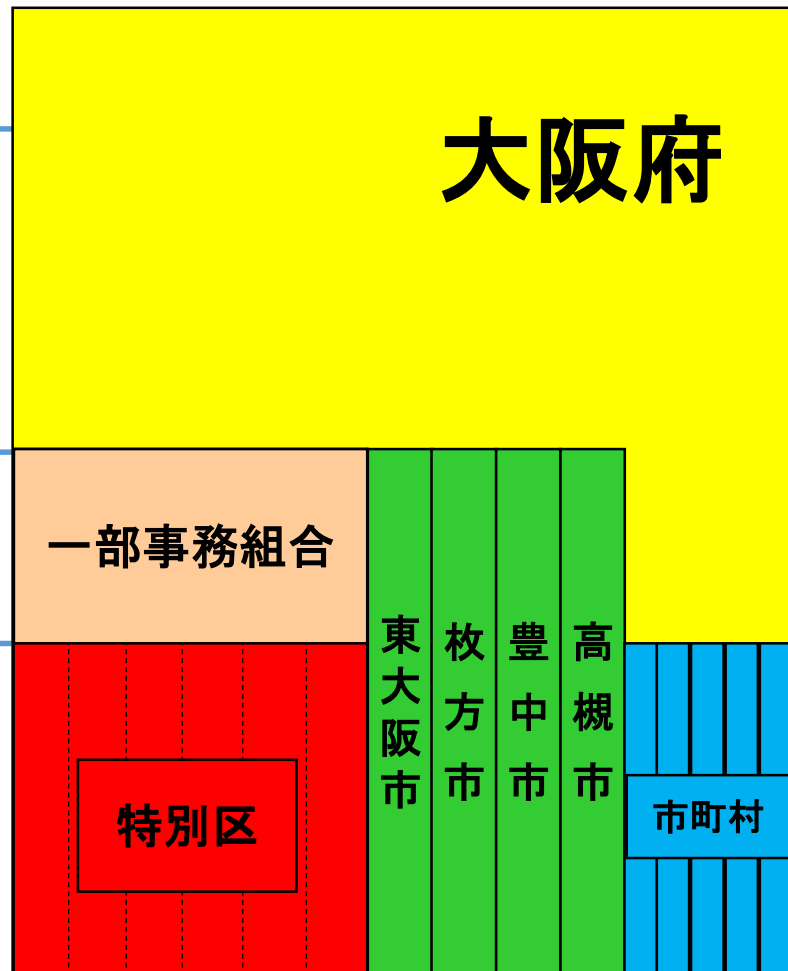 大阪府
一部事務組合
東大阪市
枚方市
豊中市
高槻市
特別区
市町村